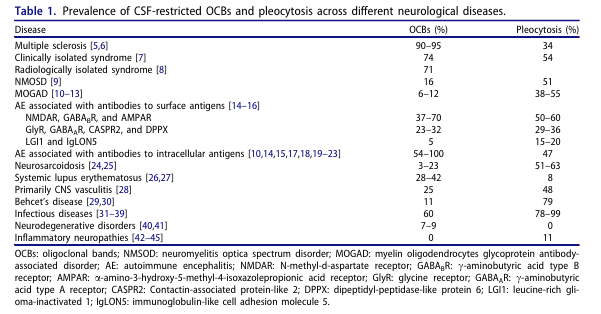 Table 1. Prevalence of CSF-restricted OCBs and pleocytosis across different neurological diseases.
Disease OCBs (%) Pleocytosis (%)
Multiple sclerosis [5,6] 90–95 34
Clinically isolated syndrome [7] 74 54
Radiologically isolated syndrome [8] 71
NMOSD [9] 16 51
MOGAD [10–13] 6–12 38–55
AE associated with antibodies to surface antigens [14–16]
NMDAR, GABABR, and AMPAR 37–70 50–60
GlyR, GABAAR, CASPR2, and DPPX 23–32 29–36
LGI1 and IgLON5 5 15–20
AE associated with antibodies to intracellular antigens [10,14,15,17,18,19–23] 54–100 47
Neurosarcoidosis [24,25] 3–23 51–63
Systemic lupus erythematosus [26,27] 28–42 8
Primarily CNS vasculitis [28] 25 48
Behcet's disease [29,30] 11 79
Infectious diseases [31–39] 60 78–99
Neurodegenerative disorders [40,41] 7–9 0
Inflammatory neuropathies [42–45] 0 11
OCBs: oligoclonal bands; NMSOD: neuromyelitis optica spectrum disorder; MOGAD: myelin oligodendrocytes glycoprotein antibody-
associated disorder; AE: autoimmune encephalitis; NMDAR: N-methyl-d-aspartate receptor; GABABR: γ-aminobutyric acid type B
receptor; AMPAR: α-amino-3-hydroxy-5-methyl-4-isoxazolepropionic acid receptor; GlyR: glycine receptor; GABAAR: γ-aminobutyric
acid type A receptor; CASPR2: Contactin-associated protein-like 2; DPPX: dipeptidyl-peptidase-like protein 6; LGI1: leucine-rich gli-
oma-inactivated 1; IgLON5: immunoglobulin-like cell adhesion molecule 5.